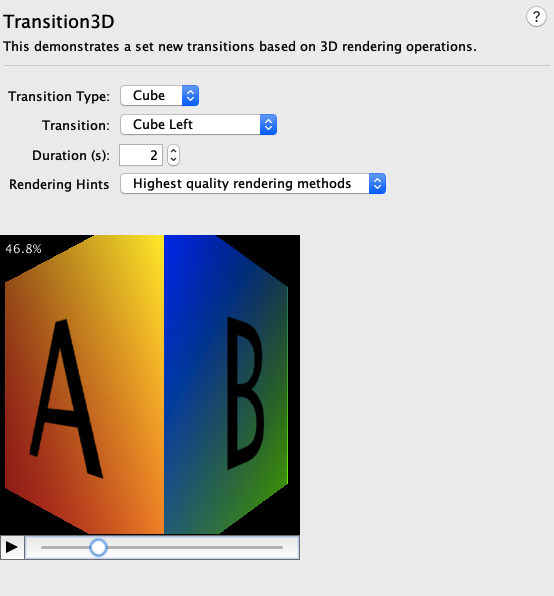 Transition3D
?
This demonstrates a set new transitions based on 3D rendering operations.
Transition Type: Cube
Transition: Cube Left
Duration (s): 2
Rendering Hints Highest quality rendering methods
46.8%
A B